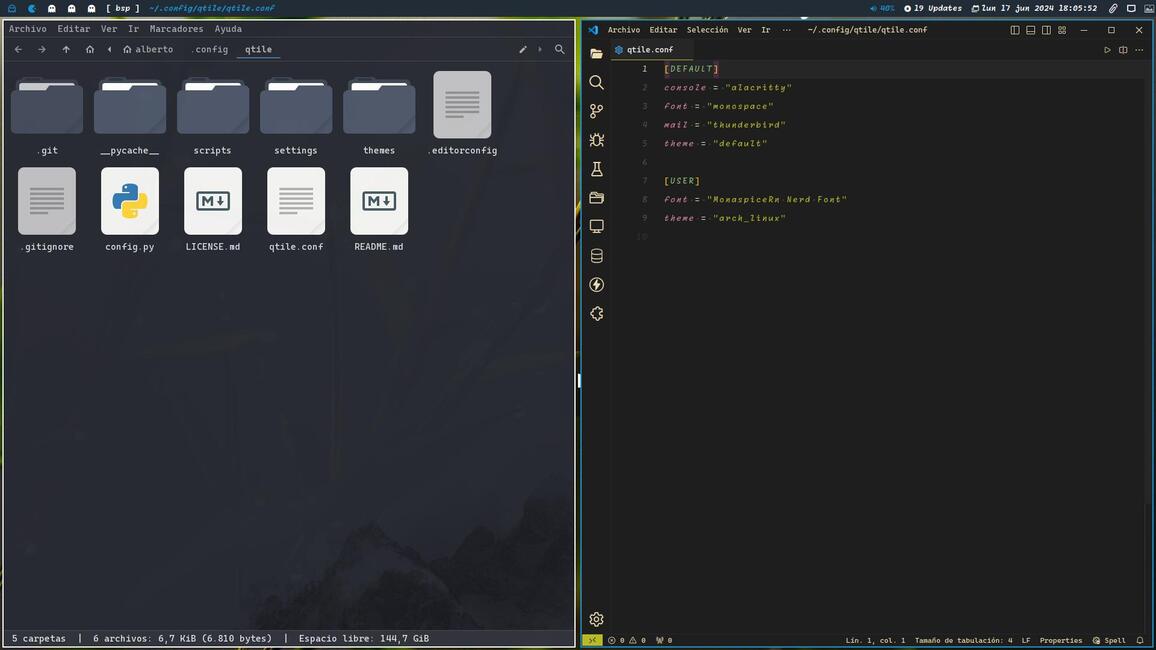 [ bsp ] ~/.config/qtile/qtile.conf
40% 19 Updates lun 17 jun 2024 18:05:52
Archivo Editar Ver Ir Marcadores Ayuda
alberto .config qtile
.git __pycache__ scripts settings themes .editorconfig
.gitignore config.py LICENSE.md qtile.conf README.md
5 carpetas | 6 archivos: 6,7 KiB (6.810 bytes) | Espacio libre: 144,7 GiB
Archivo Editar Selección Ver Ir ··· ~/.config/qtile/qtile.conf
qtile.conf
1 [DEFAULT]
2 console = "alacritty"
3 font = "monospace"
4 mail = "thunderbird"
5 theme = "default"
6
7 [USER]
8 font = "MonaspiceRn Nerd Font"
9 theme = "arch_linux"
10
0 0 0 Lín. 1, col. 1 Tamaño de tabulación: 4 LF Properties Spell